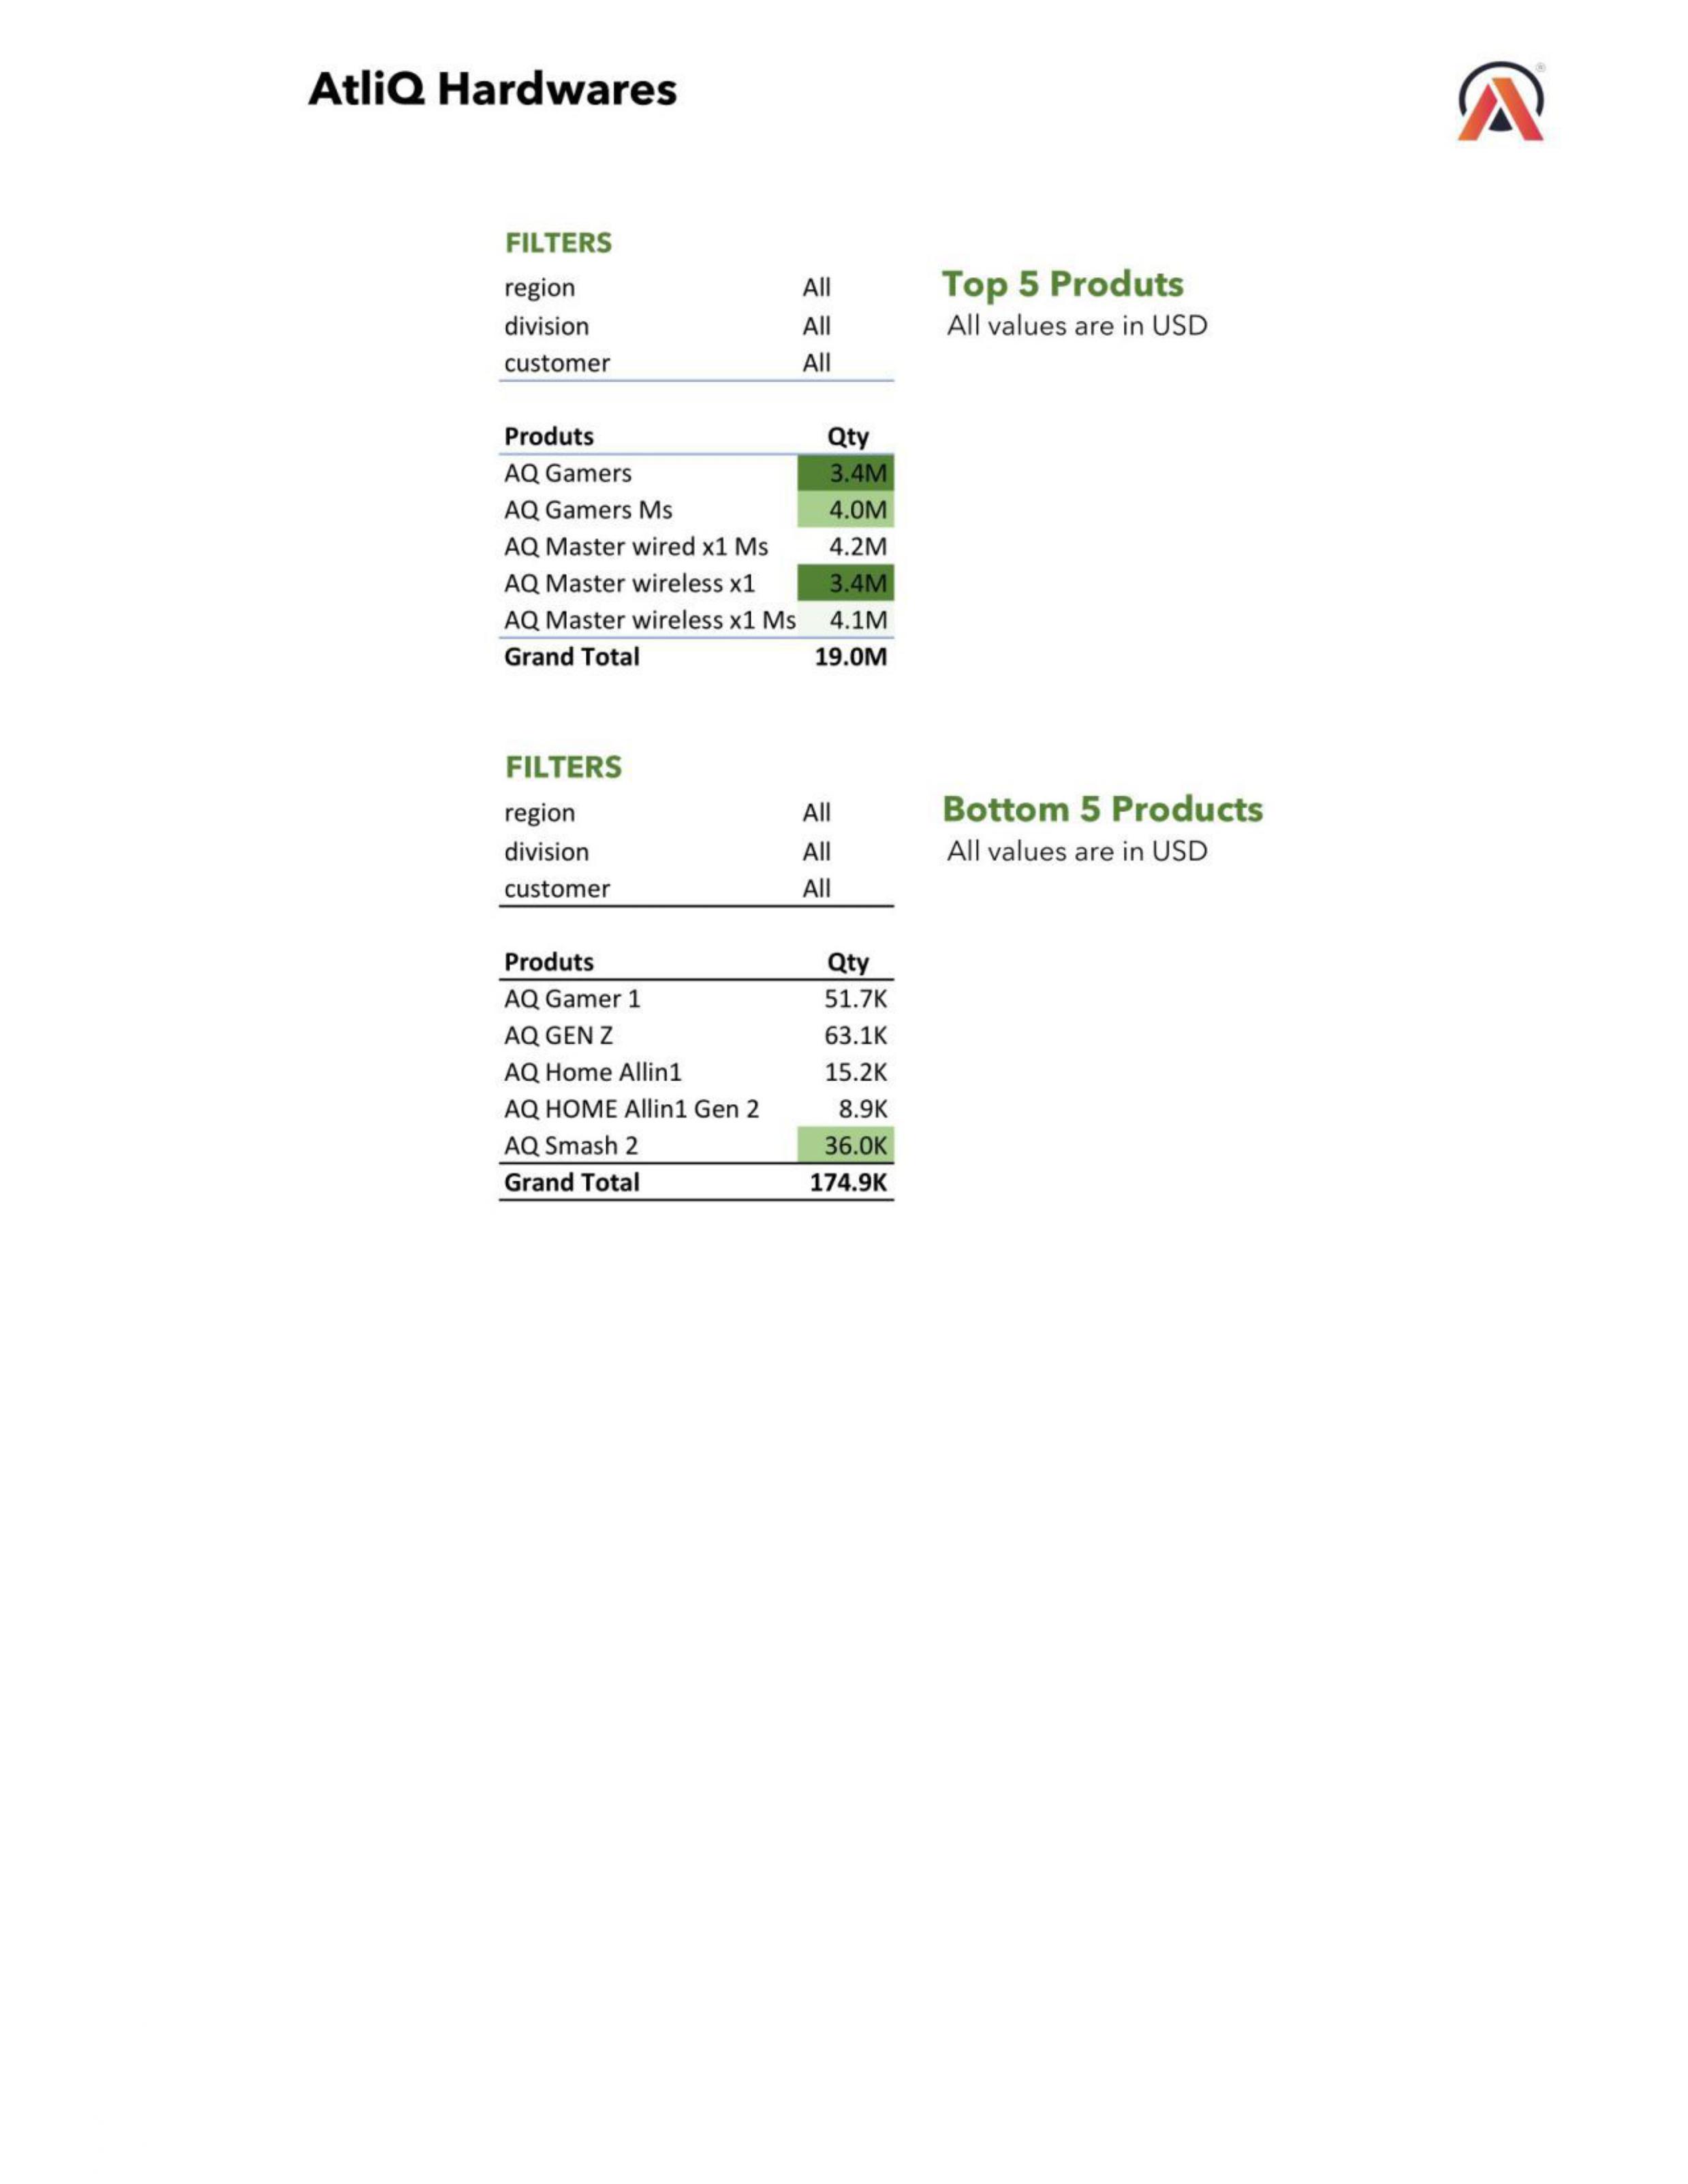 AtliQ Hardwares
®
FILTERS
region All
division All
customer All
Top 5 Produts
All values are in USD
Produts Qty
AQ Gamers 3.4M
AQ Gamers Ms 4.0M
AQ Master wired x1 Ms 4.2M
AQ Master wireless x1 3.4M
AQ Master wireless x1 Ms 4.1M
Grand Total 19.0M
FILTERS
region All
division All
customer All
Bottom 5 Products
All values are in USD
Produts Qty
AQ Gamer 1 51.7K
AQ GEN Z 63.1K
AQ Home Allin1 15.2K
AQ HOME Allin1 Gen 2 8.9K
AQ Smash 2 36.0K
Grand Total 174.9K